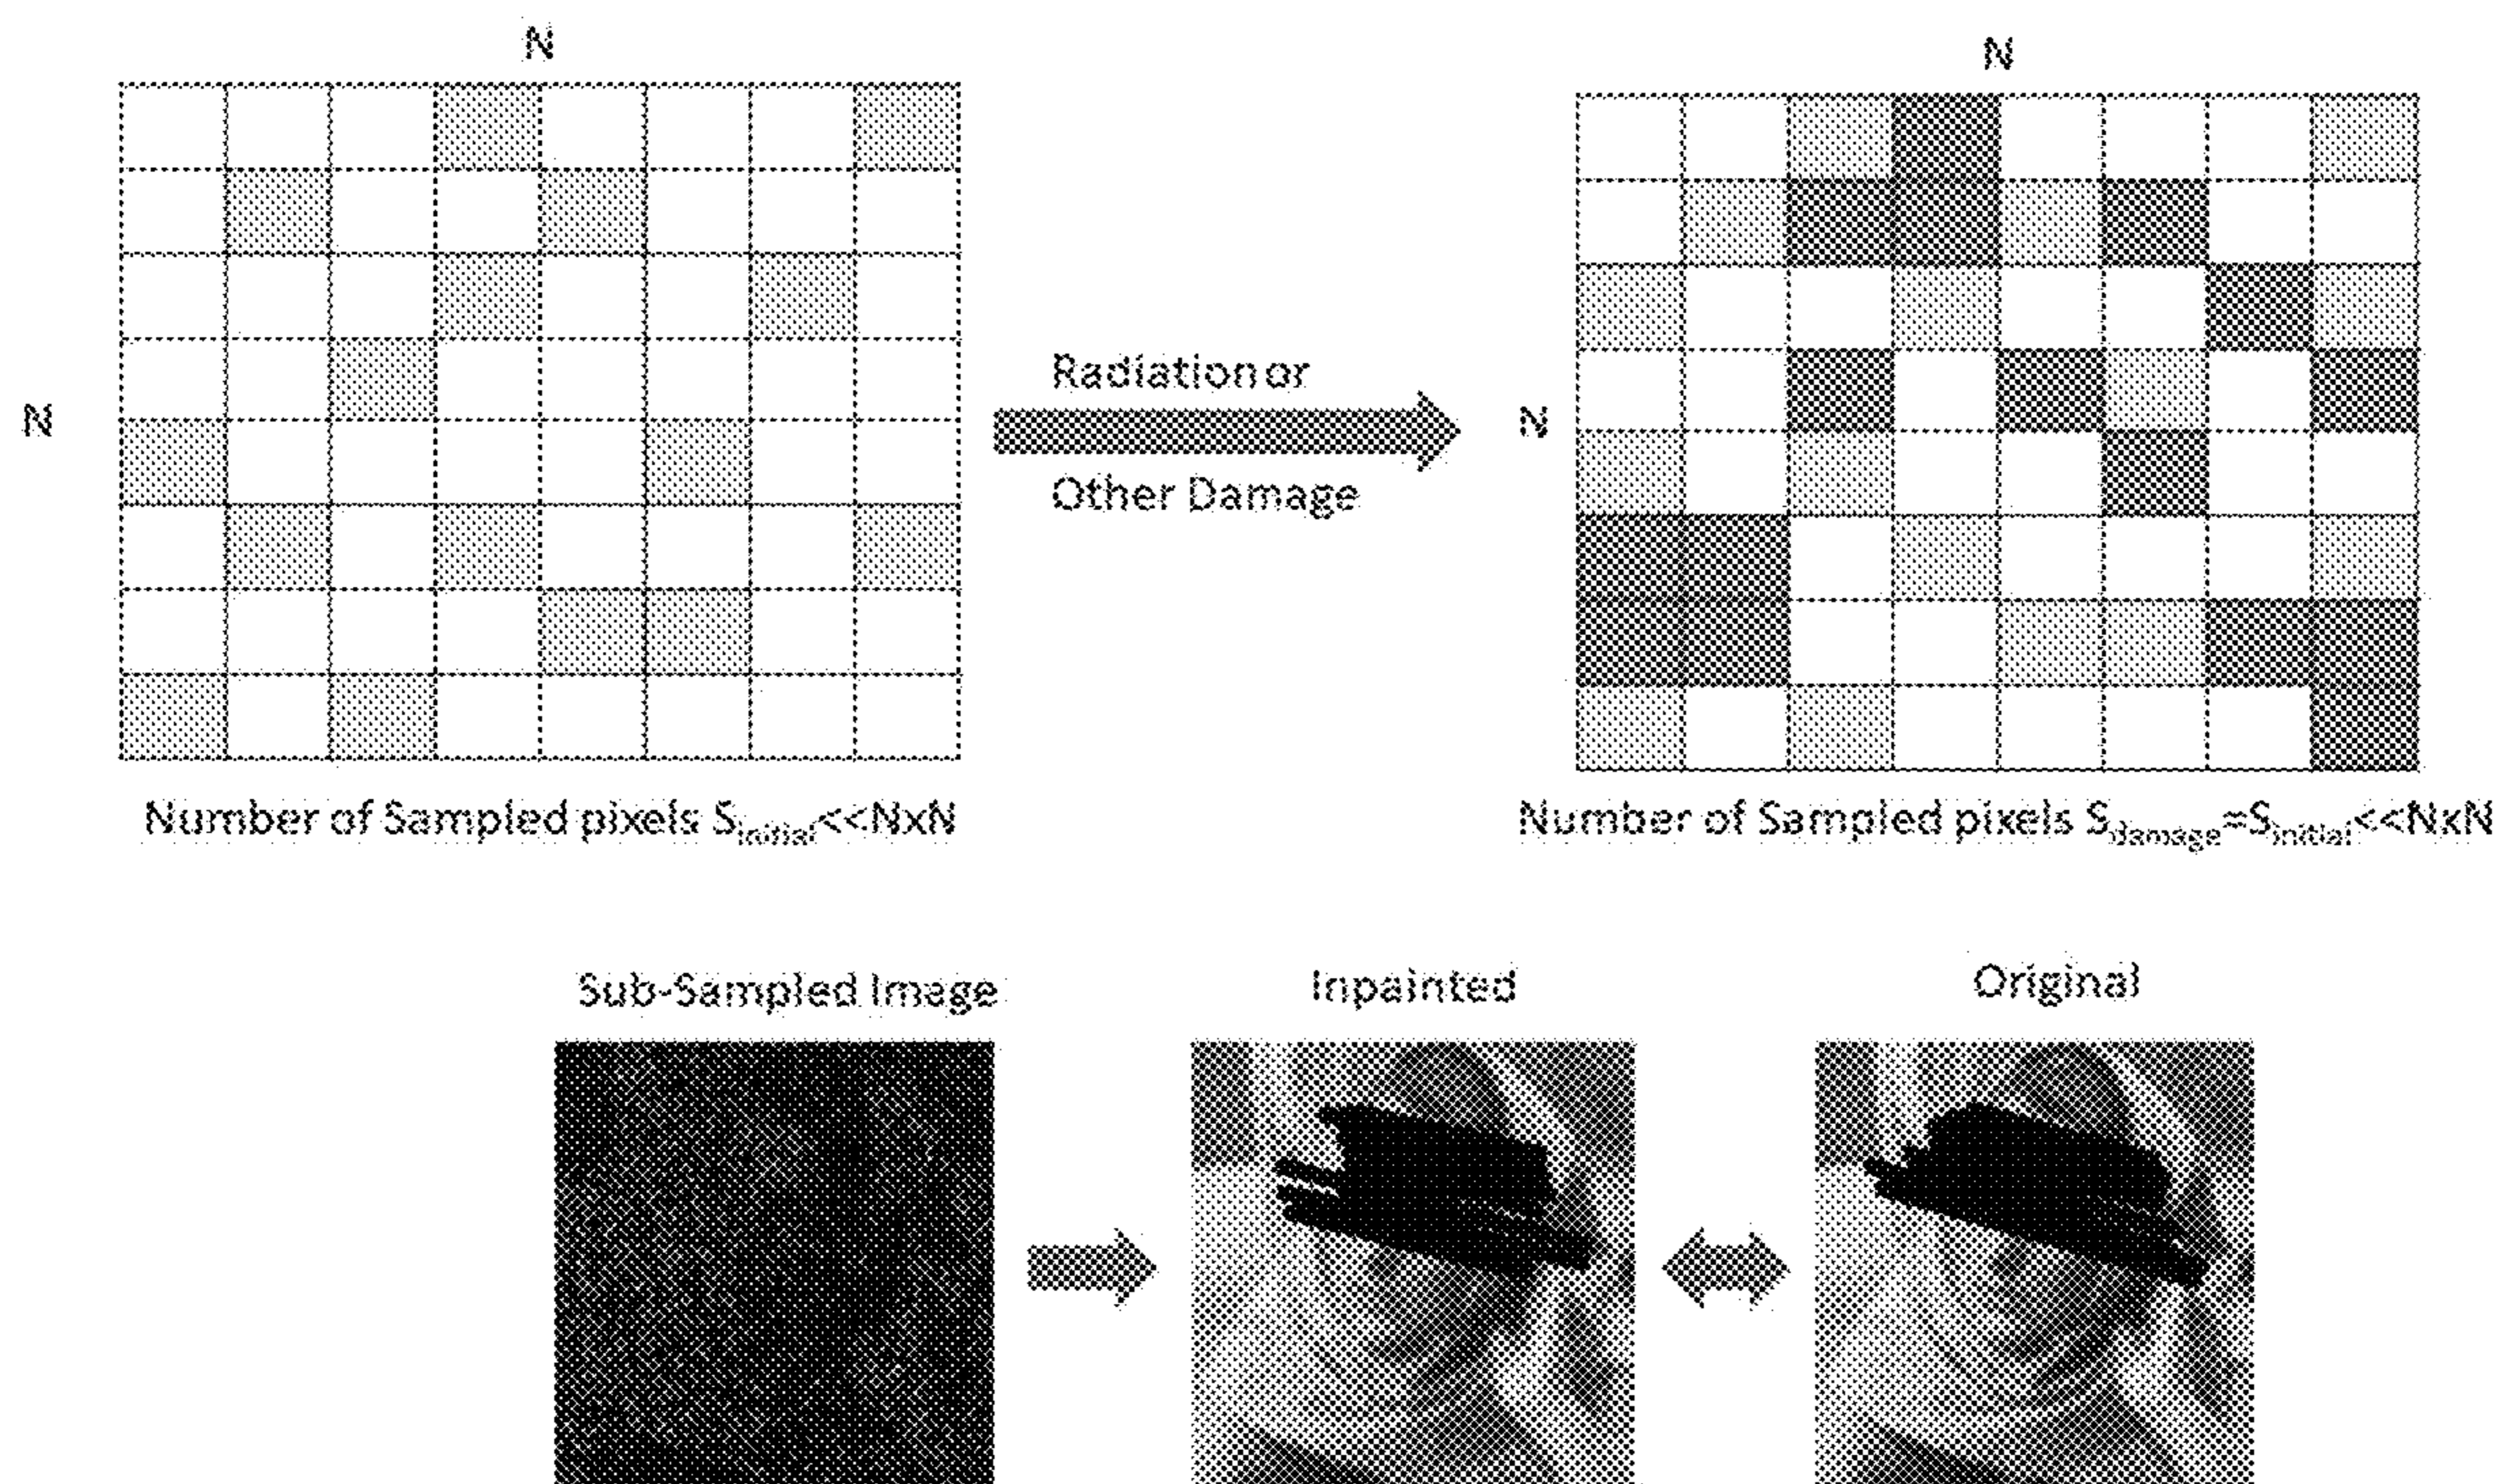 N
N
N
Radiation or
N
Other Damage
Number of Sampled pixels S_initial<<NxN
Number of Sampled pixels S_damage=S_initial<<NxN
Sub-Sampled Image
Inpainted
Original